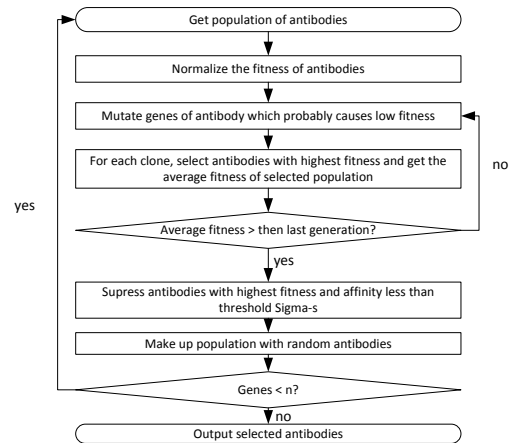 Get population of antibodies
Normalize the fitness of antibodies
Mutate genes of antibody which probably causes low fitness
For each clone, select antibodies with highest fitness and get the
average fitness of selected population
no
yes
Average fitness > then last generation?
yes
Supress antibodies with highest fitness and affinity less than
threshold Sigma-s
Make up population with random antibodies
Genes < n?
no
Output selected antibodies